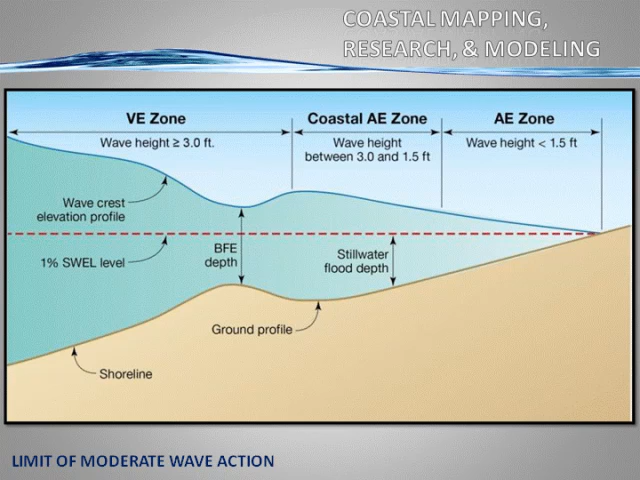 COASTAL MAPPING,
RESEARCH, & MODELING
VE Zone
Wave height ≥ 3.0 ft.
Coastal AE Zone
Wave height
between 3.0 and 1.5 ft
AE Zone
Wave height < 1.5 ft
Wave crest
elevation profile
1% SWEL level
BFE
depth
Stillwater
flood depth
Ground profile
Shoreline
LIMIT OF MODERATE WAVE ACTION